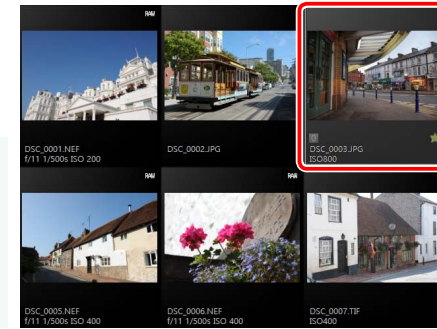 RAW
DSC_0001.NEF
f/11 1/500s ISO 200
DSC_0002.JPG
0
DSC_0003.JPG
ISO800
RAW
DSC_0005.NEF
f/11 1/500s ISO 400
RAW
DSC_0006.NEF
f/11 1/500s ISO 400
DSC_0007.TIF
ISO400